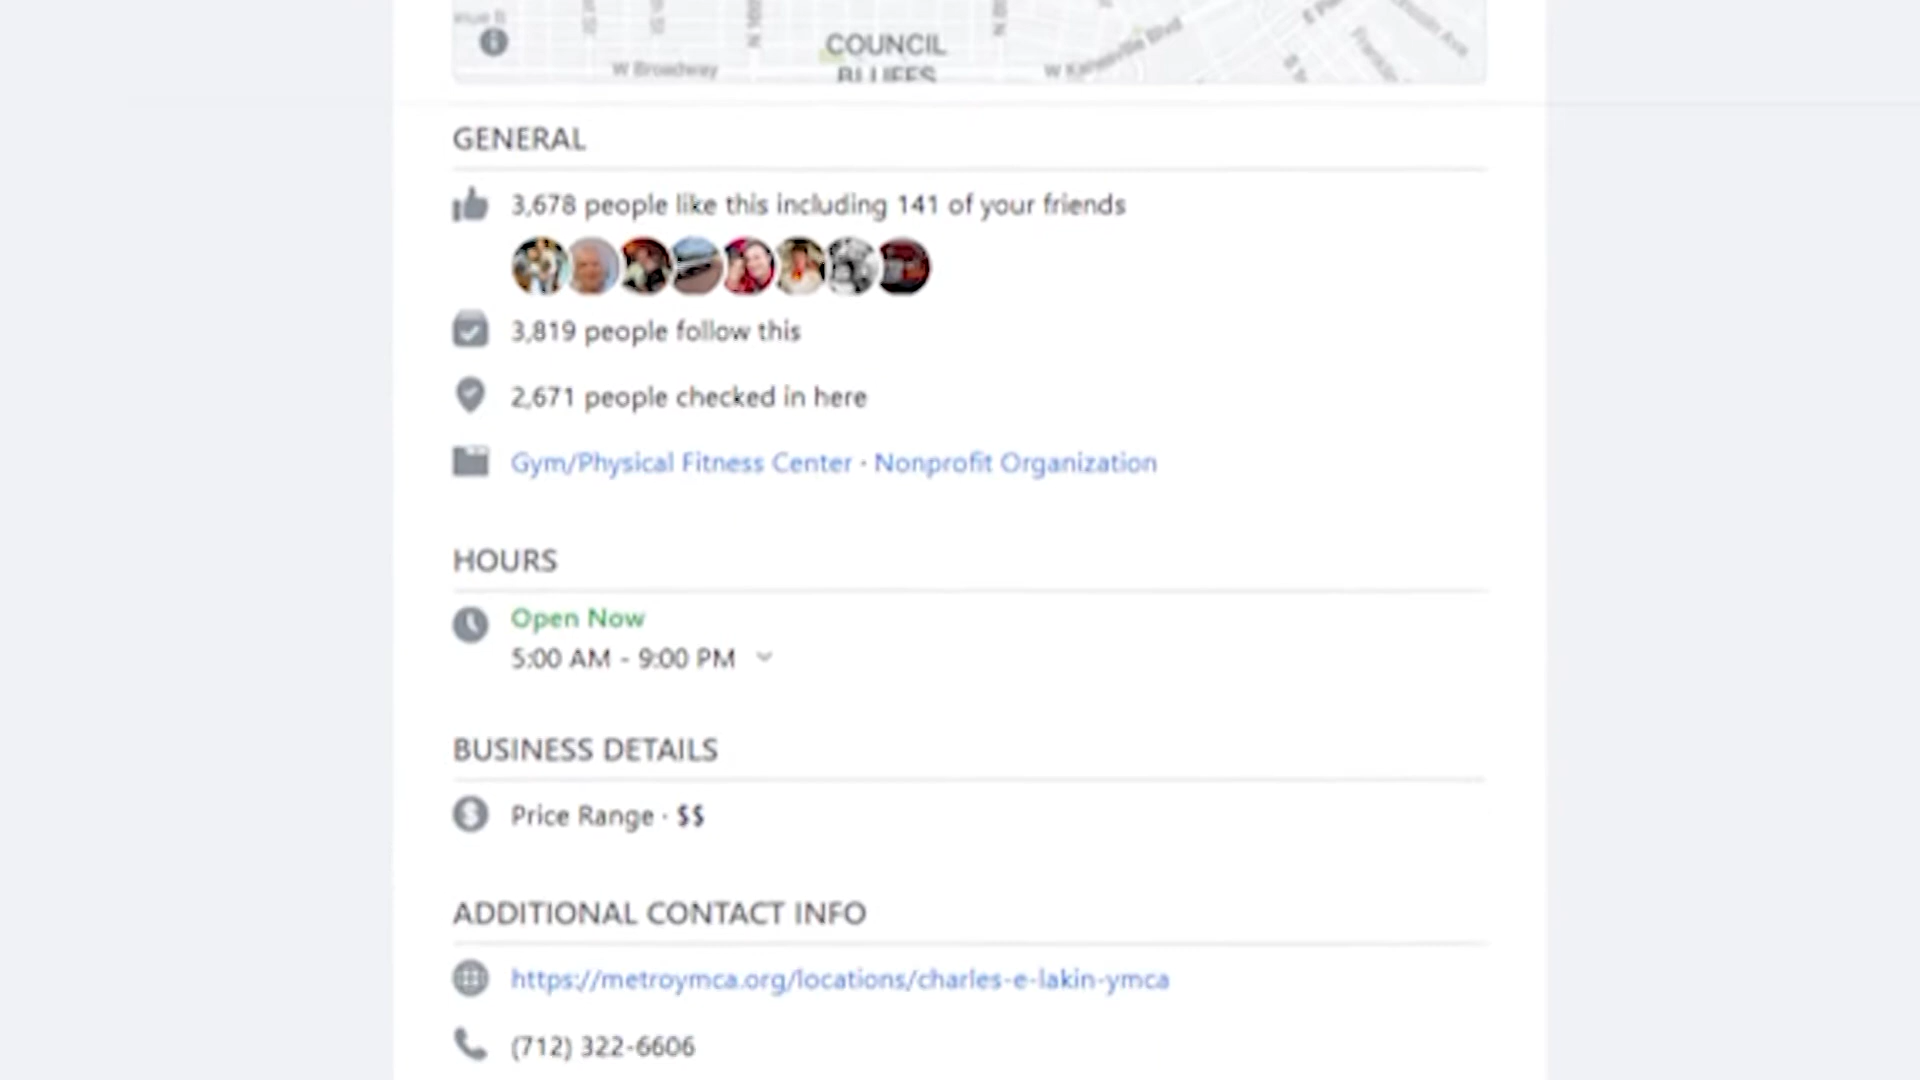 COUNCIL
BLUFFS
W Broadway
GENERAL
3,678 people like this including 141 of your friends
3,819 people follow this
2,671 people checked in here
Gym/Physical Fitness Center · Nonprofit Organization
HOURS
Open Now
5:00 AM - 9:00 PM
BUSINESS DETAILS
Price Range · $$
ADDITIONAL CONTACT INFO
https://metroymca.org/locations/charles-e-lakin-ymca
(712) 322-6606